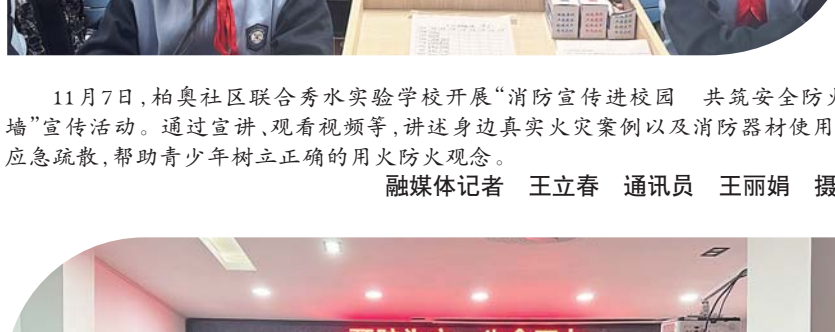 11月7日,柏奥社区联合秀水实验学校开展“消防宣传进校园　共筑安全防火
墙”宣传活动。通过宣讲、观看视频等,讲述身边真实火灾案例以及消防器材使用
应急疏散,帮助青少年树立正确的用火防火观念。
融媒体记者　王立春　通讯员　王丽娟　摄